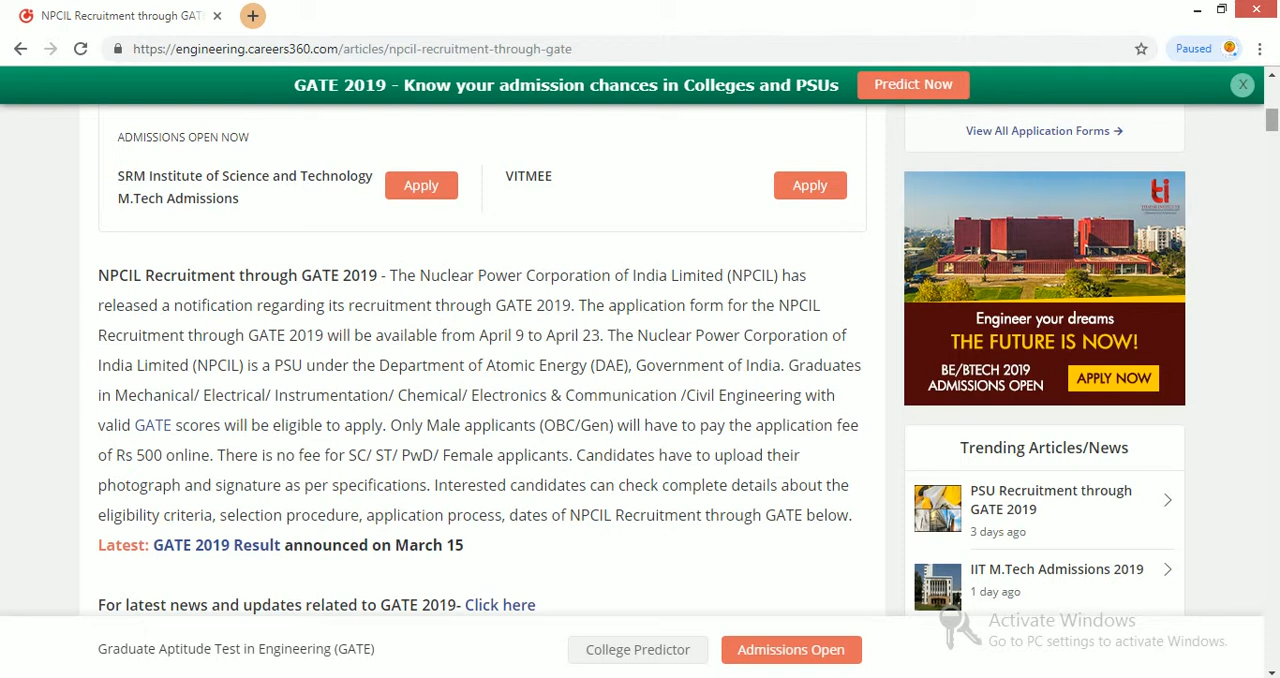 NPCIL Recruitment through GAT
https://engineering.careers360.com/articles/npcil-recruitment-through-gate
Paused
GATE 2019 - Know your admission chances in Colleges and PSUs
Predict Now
X
ADMISSIONS OPEN NOW
SRM Institute of Science and Technology
M.Tech Admissions
Apply
VITMEE
Apply
NPCIL Recruitment through GATE 2019 - The Nuclear Power Corporation of India Limited (NPCIL) has
released a notification regarding its recruitment through GATE 2019. The application form for the NPCIL
Recruitment through GATE 2019 will be available from April 9 to April 23. The Nuclear Power Corporation of
India Limited (NPCIL) is a PSU under the Department of Atomic Energy (DAE), Government of India. Graduates
in Mechanical/ Electrical/ Instrumentation/ Chemical/ Electronics & Communication /Civil Engineering with
valid GATE scores will be eligible to apply. Only Male applicants (OBC/Gen) will have to pay the application fee
of Rs 500 online. There is no fee for SC/ ST/ PwD/ Female applicants. Candidates have to upload their
photograph and signature as per specifications. Interested candidates can check complete details about the
eligibility criteria, selection procedure, application process, dates of NPCIL Recruitment through GATE below.
Latest: GATE 2019 Result announced on March 15
For latest news and updates related to GATE 2019- Click here
View All Application Forms →
ti
Engineer your dreams
THE FUTURE IS NOW!
BE/BTECH 2019
ADMISSIONS OPEN
APPLY NOW
Trending Articles/News
PSU Recruitment through
GATE 2019
3 days ago
IIT M.Tech Admissions 2019
1 day ago
Activate Windows
Go to PC settings to activate Windows.
Graduate Aptitude Test in Engineering (GATE)
College Predictor
Admissions Open